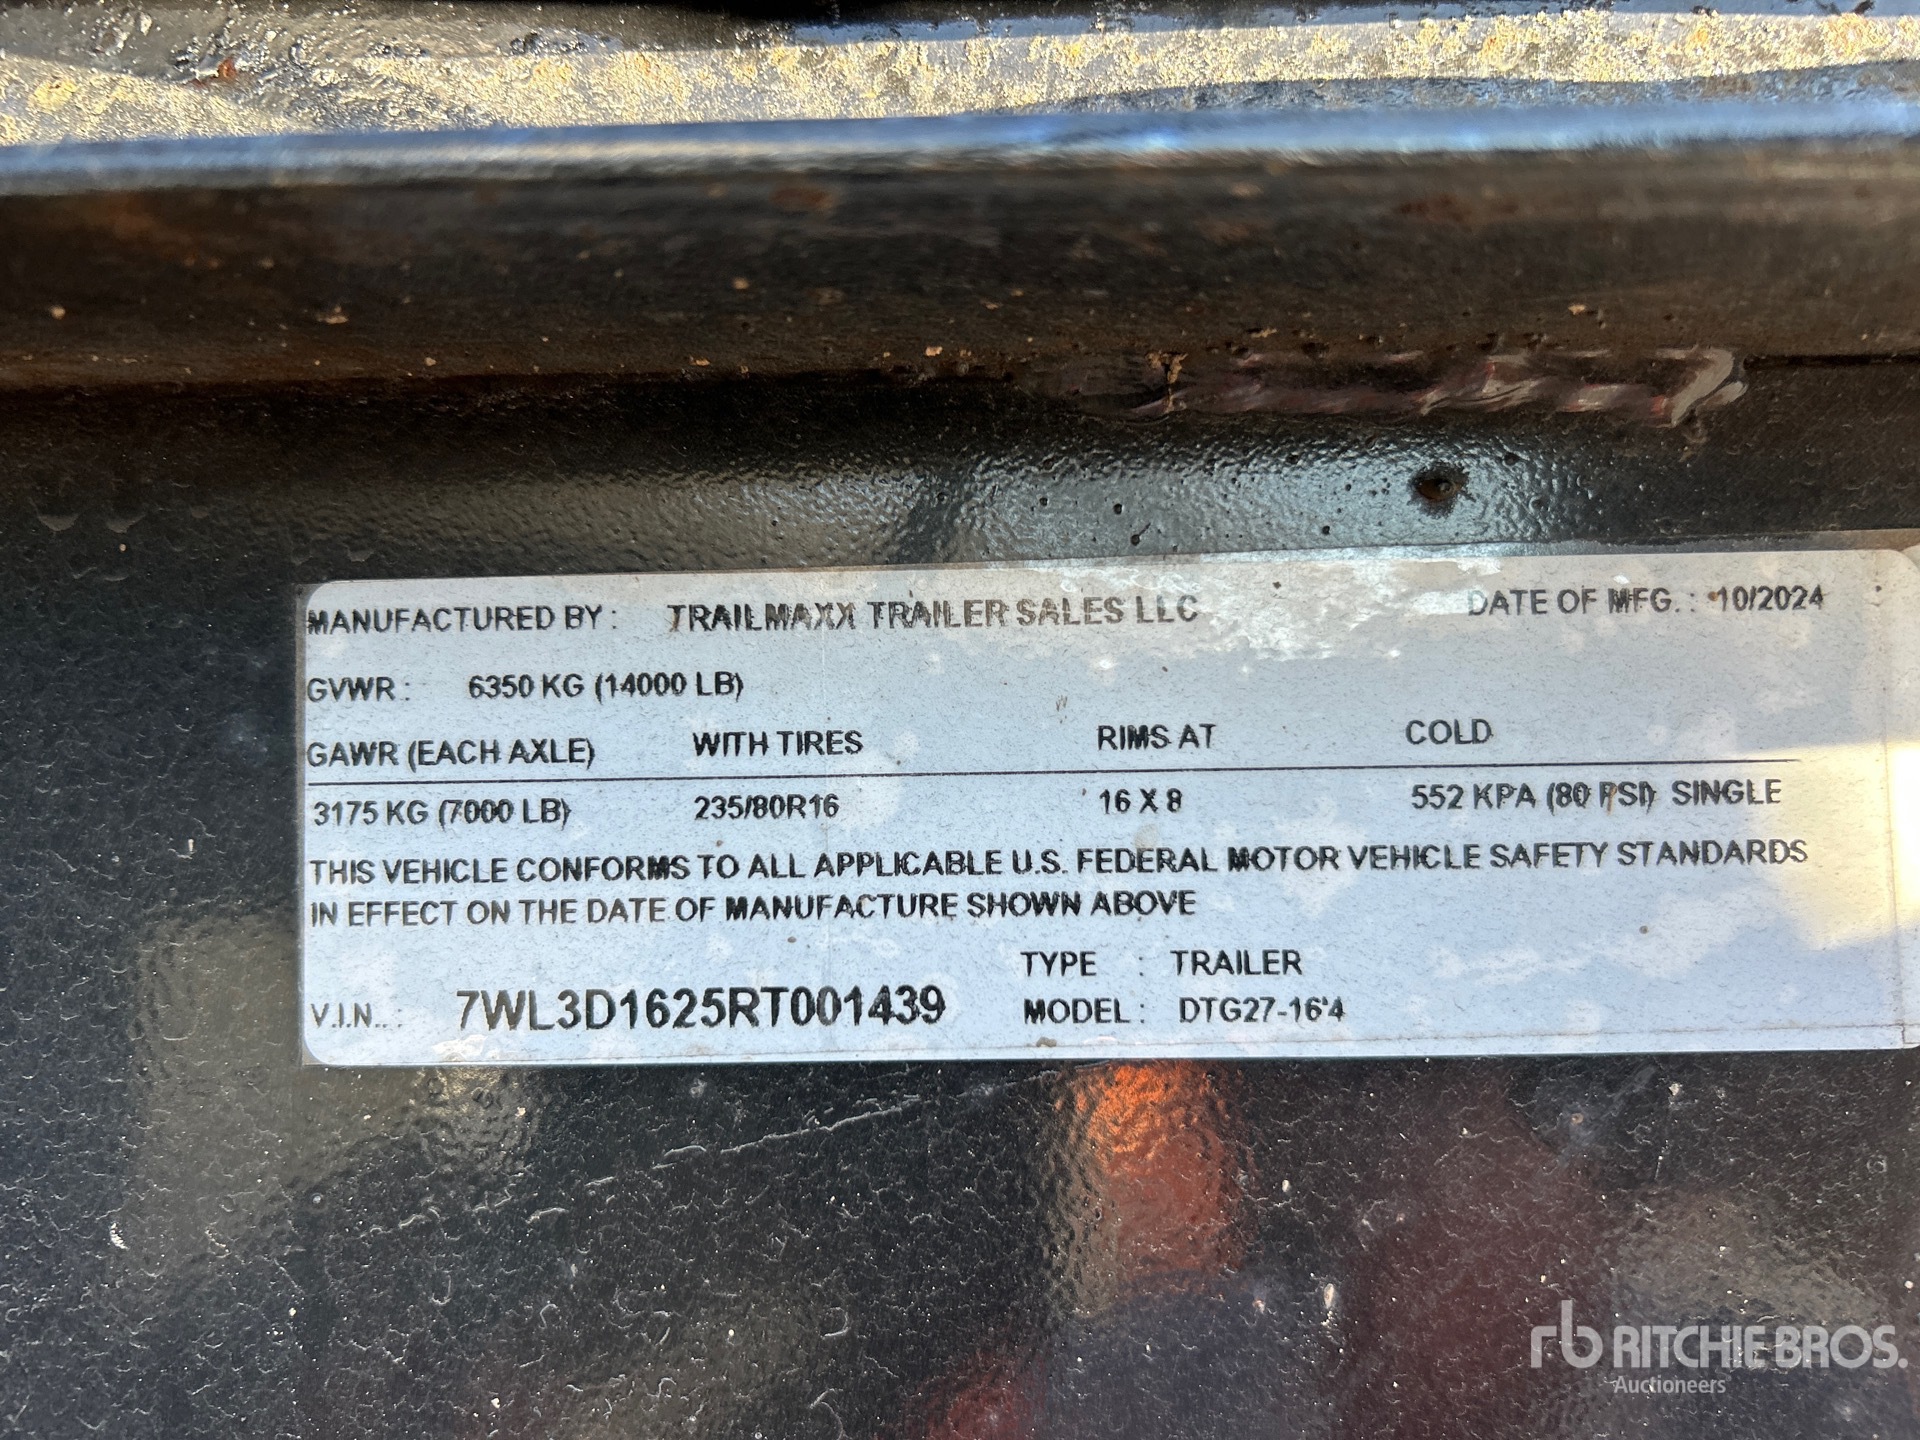 MANUFACTURED BY : TRAILMAXX TRAILER SALES LLC DATE OF MFG. : 10/2024
GVWR : 6350 KG (14000 LB)
GAWR (EACH AXLE) WITH TIRES RIMS AT COLD
3175 KG (7000 LB) 235/80R16 16 X 8 552 KPA (80 PSI) SINGLE
THIS VEHICLE CONFORMS TO ALL APPLICABLE U.S. FEDERAL MOTOR VEHICLE SAFETY STANDARDS
IN EFFECT ON THE DATE OF MANUFACTURE SHOWN ABOVE
TYPE : TRAILER
V.I.N.. : 7WL3D1625RT001439 MODEL : DTG27-16'4
rb RITCHIE BROS.
Auctioneers